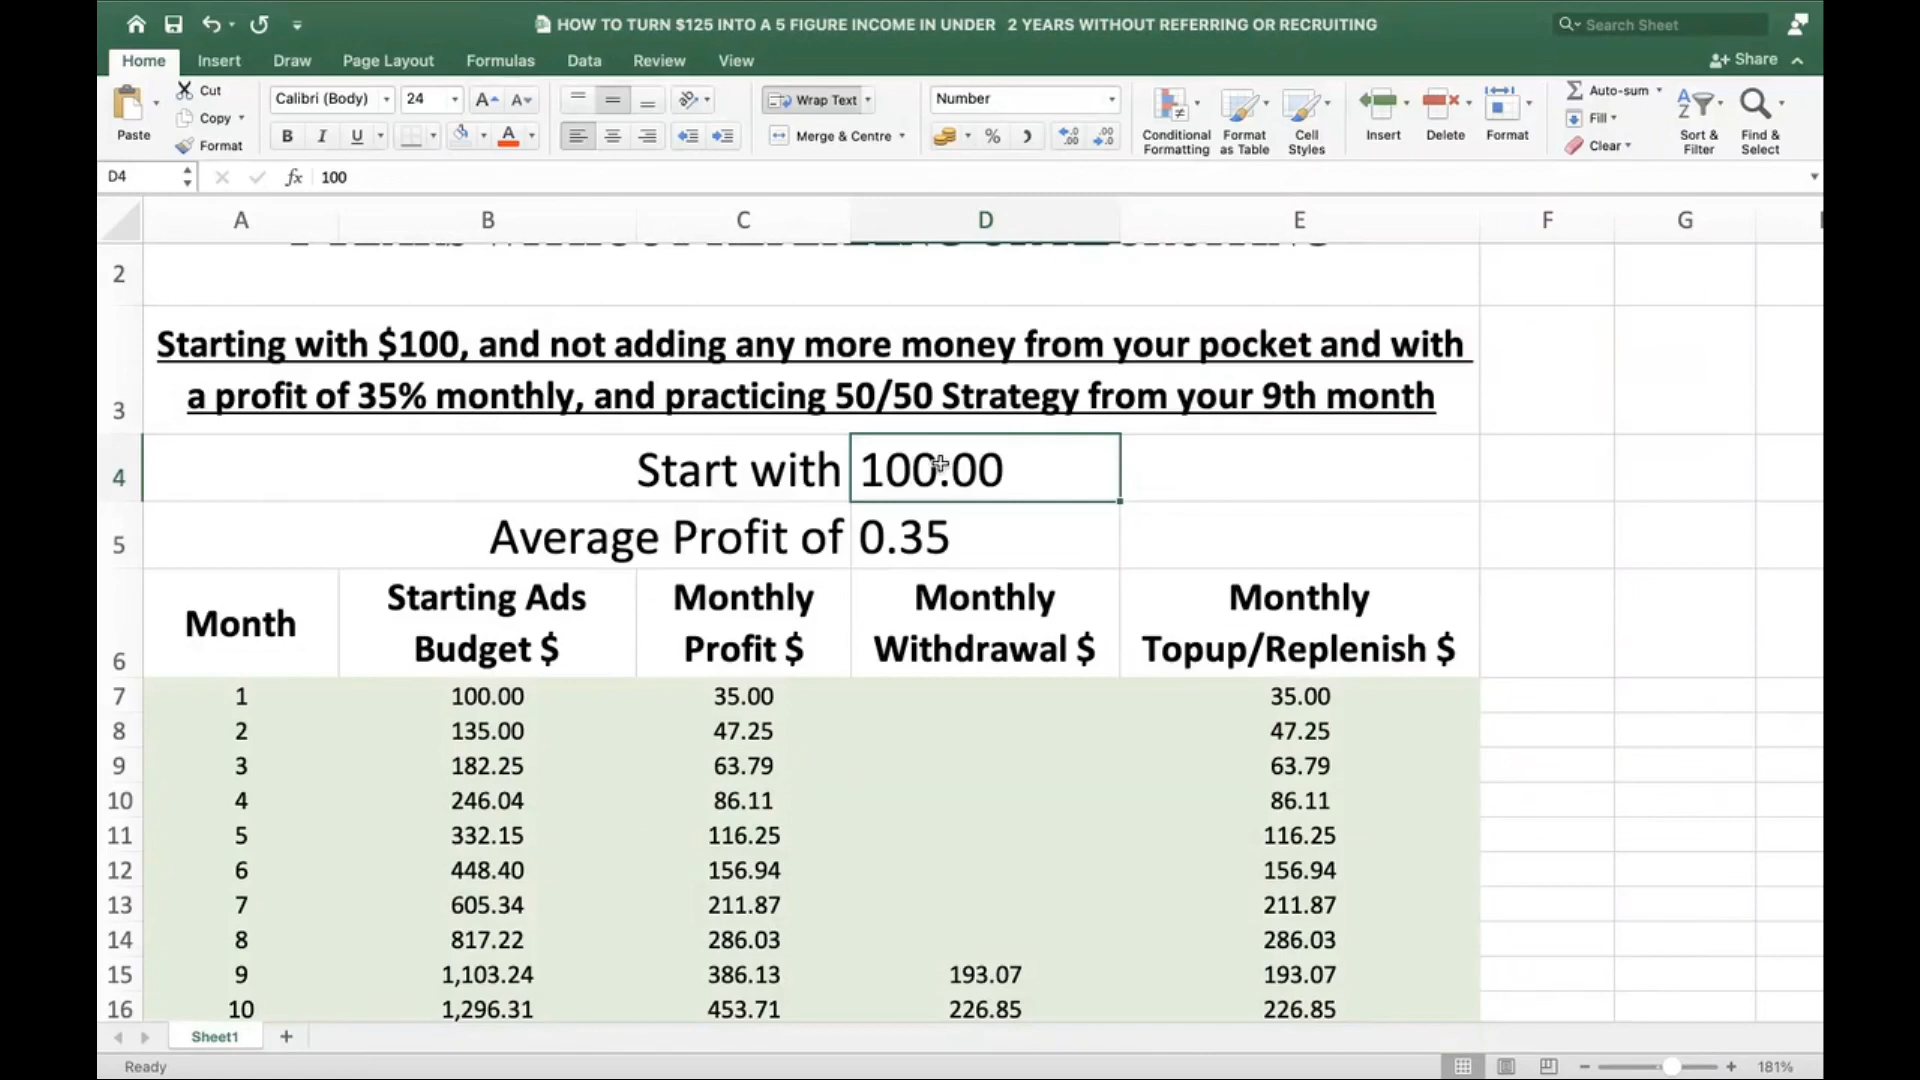 HOW TO TURN $125 INTO A 5 FIGURE INCOME IN UNDER 2 YEARS WITHOUT REFERRING OR RECRUITING
Search Sheet
Home Insert Draw Page Layout Formulas Data Review View
Share
Paste
Cut
Copy
Format
Calibri (Body) 24
B I U
Wrap Text
Merge & Centre
Number
Conditional Formatting
Format as Table
Cell Styles
Insert
Delete
Format
Auto-sum
Fill
Clear
Sort & Filter
Find & Select
D4 fx 100
A B C D E F G
2
3 Starting with $100, and not adding any more money from your pocket and with
a profit of 35% monthly, and practicing 50/50 Strategy from your 9th month
4 Start with 100.00
5 Average Profit of 0.35
6 Month Starting Ads Budget $ Monthly Profit $ Monthly Withdrawal $ Monthly Topup/Replenish $
7 1 100.00 35.00 35.00
8 2 135.00 47.25 47.25
9 3 182.25 63.79 63.79
10 4 246.04 86.11 86.11
11 5 332.15 116.25 116.25
12 6 448.40 156.94 156.94
13 7 605.34 211.87 211.87
14 8 817.22 286.03 286.03
15 9 1,103.24 386.13 193.07 193.07
16 10 1,296.31 453.71 226.85 226.85
Sheet1
Ready
181%